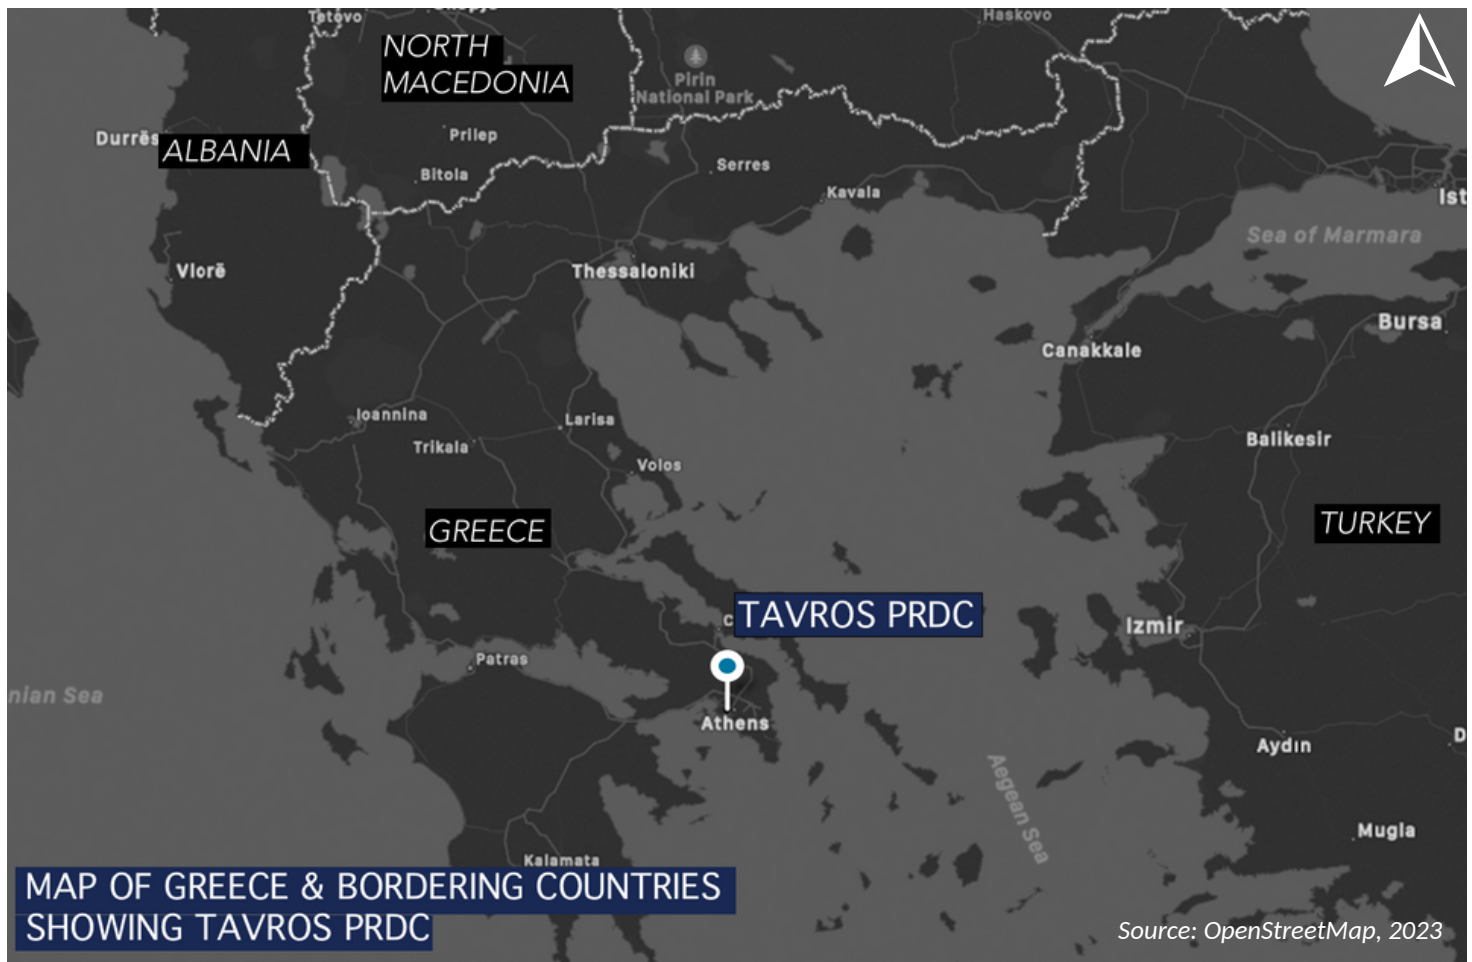 Tetovo
Haskovo
NORTH
MACEDONIA
Pirin
National Park
Durrës
ALBANIA
Prilep
Bitola
Serres
Kavala
Ist
Sea of Marmara
Vlorë
Thessaloniki
Bursa
Canakkale
Ioannina
Larisa
Trikala
Balikesir
Volos
GREECE
TURKEY
C
TAVROS PRDC
Izmir
Patras
nian Sea
Athens
D
Aydın
Aegean Sea
Mugla
Kalamata
MAP OF GREECE & BORDERING COUNTRIES
SHOWING TAVROS PRDC
Source: OpenStreetMap, 2023